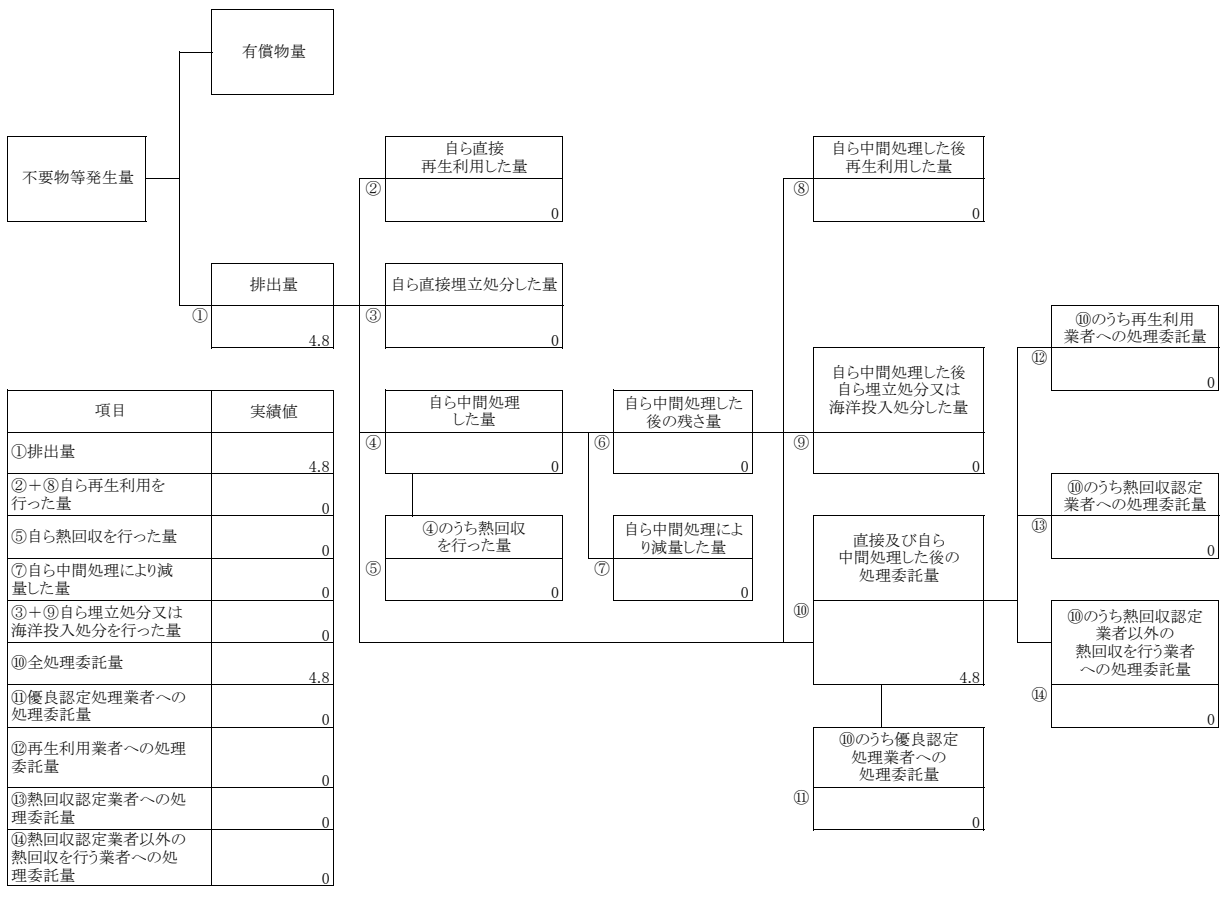 有償物量
不要物等発生量
排出量
①
4.8
自ら直接
再生利用した量
②
0
自ら直接埋立処分した量
③
0
自ら中間処理
した量
④
0
④のうち熱回収
を行った量
⑤
0
自ら中間処理した
後の残さ量
⑥
0
自ら中間処理によ
り減量した量
⑦
0
自ら中間処理した後
再生利用した量
⑧
0
自ら中間処理した後
自ら埋立処分又は
海洋投入処分した量
⑨
0
直接及び自ら
中間処理した後の
処理委託量
⑩
4.8
⑩のうち優良認定
処理業者への
処理委託量
⑪
0
⑩のうち再生利用
業者への処理委託量
⑫
0
⑩のうち熱回収認定
業者への処理委託量
⑬
0
⑩のうち熱回収認定
業者以外の
熱回収を行う業者
への処理委託量
⑭
0
項目 実績値
①排出量
4.8
②＋⑧自ら再生利用を
行った量
0
⑤自ら熱回収を行った量
0
⑦自ら中間処理により減
量した量
0
③＋⑨自ら埋立処分又は
海洋投入処分を行った量
0
⑩全処理委託量
4.8
⑪優良認定処理業者への
処理委託量
0
⑫再生利用業者への処理
委託量
0
⑬熱回収認定業者への処
理委託量
0
⑭熱回収認定業者以外の
熱回収を行う業者への処
理委託量
0